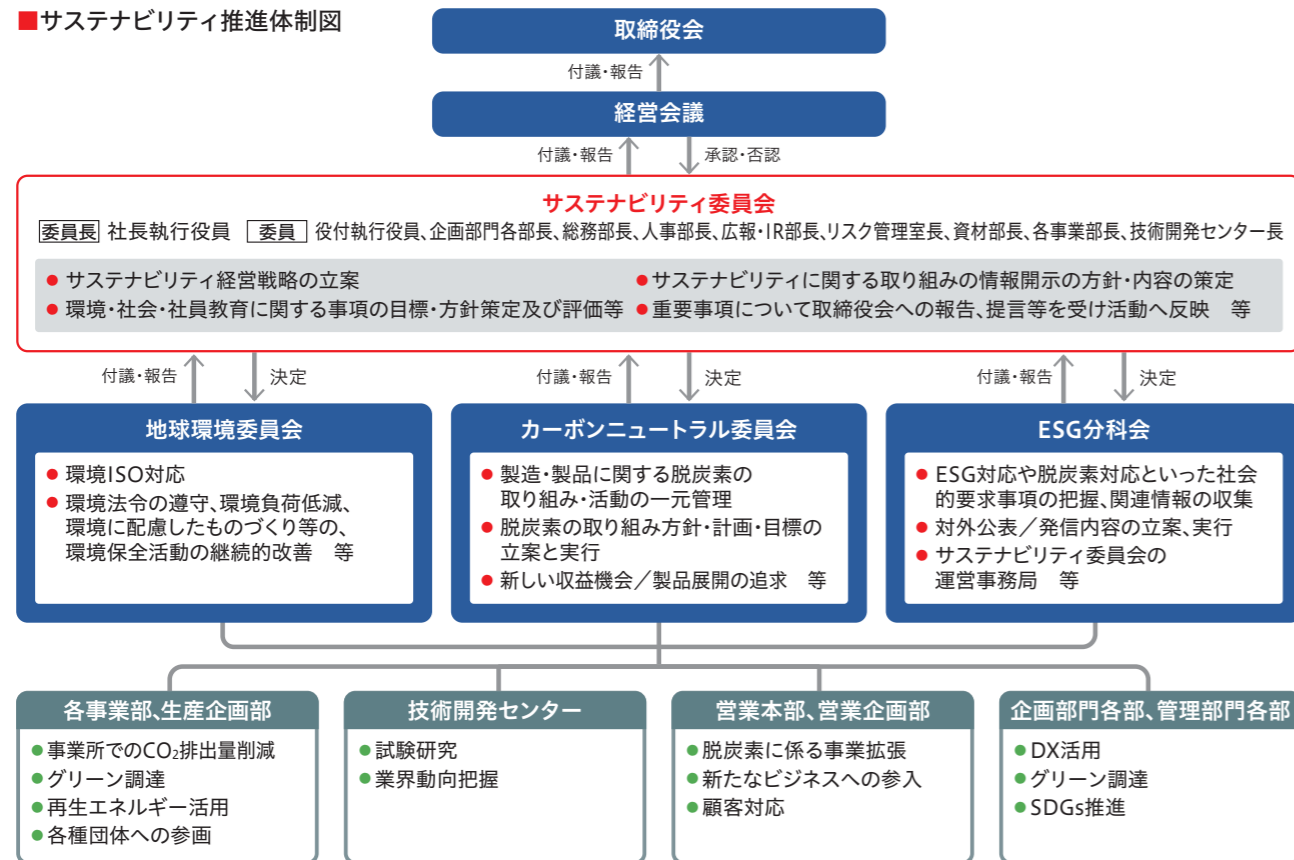 ■サステナビリティ推進体制図
取締役会
付議・報告
経営会議
付議・報告
承認・否認
サステナビリティ委員会
委員長 社長執行役員 委員 役付執行役員、企画部門各部長、総務部長、人事部長、広報・IR部長、リスク管理室長、資材部長、各事業部長、技術開発センター長
● サステナビリティ経営戦略の立案
● 環境・社会・社員教育に関する事項の目標・方針策定及び評価等
● サステナビリティに関する取り組みの情報開示の方針・内容の策定
● 重要事項について取締役会への報告、提言等を受け活動へ反映　等
付議・報告
決定
付議・報告
決定
付議・報告
決定
地球環境委員会
● 環境ISO対応
● 環境法令の遵守、環境負荷低減、
環境に配慮したものづくり等の、
環境保全活動の継続的改善　等
カーボンニュートラル委員会
● 製造・製品に関する脱炭素の
取り組み・活動の一元管理
● 脱炭素の取り組み方針・計画・目標の
立案と実行
● 新しい収益機会／製品展開の追求　等
ESG分科会
● ESG対応や脱炭素対応といった社会
的要求事項の把握、関連情報の収集
● 対外公表／発信内容の立案、実行
● サステナビリティ委員会の
運営事務局　等
各事業部、生産企画部
● 事業所でのCO₂排出量削減
● グリーン調達
● 再生エネルギー活用
● 各種団体への参画
技術開発センター
● 試験研究
● 業界動向把握
営業本部、営業企画部
● 脱炭素に係る事業拡張
● 新たなビジネスへの参入
● 顧客対応
企画部門各部、管理部門各部
● DX活用
● グリーン調達
● SDGs推進